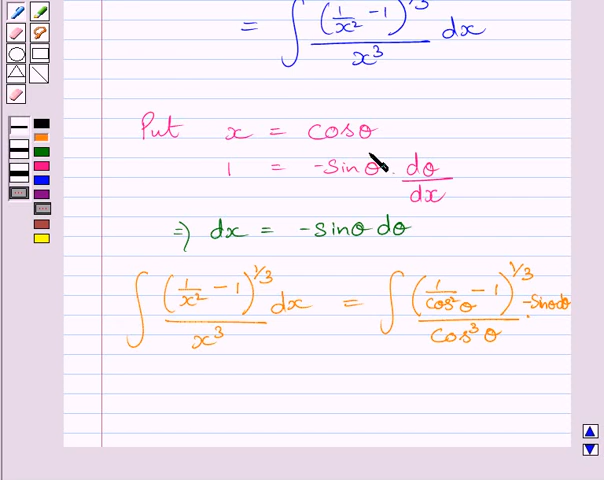 = ∫ (1/x² - 1)^1/3 / x³ dx
Put x = cosθ
1 = -sinθ . dθ/dx
⇒) dx = -sinθ dθ
∫ (1/x² - 1)^1/3 / x³ dx = ∫ (1/cos²θ - 1)^1/3 / cos³θ . -sinθdθ